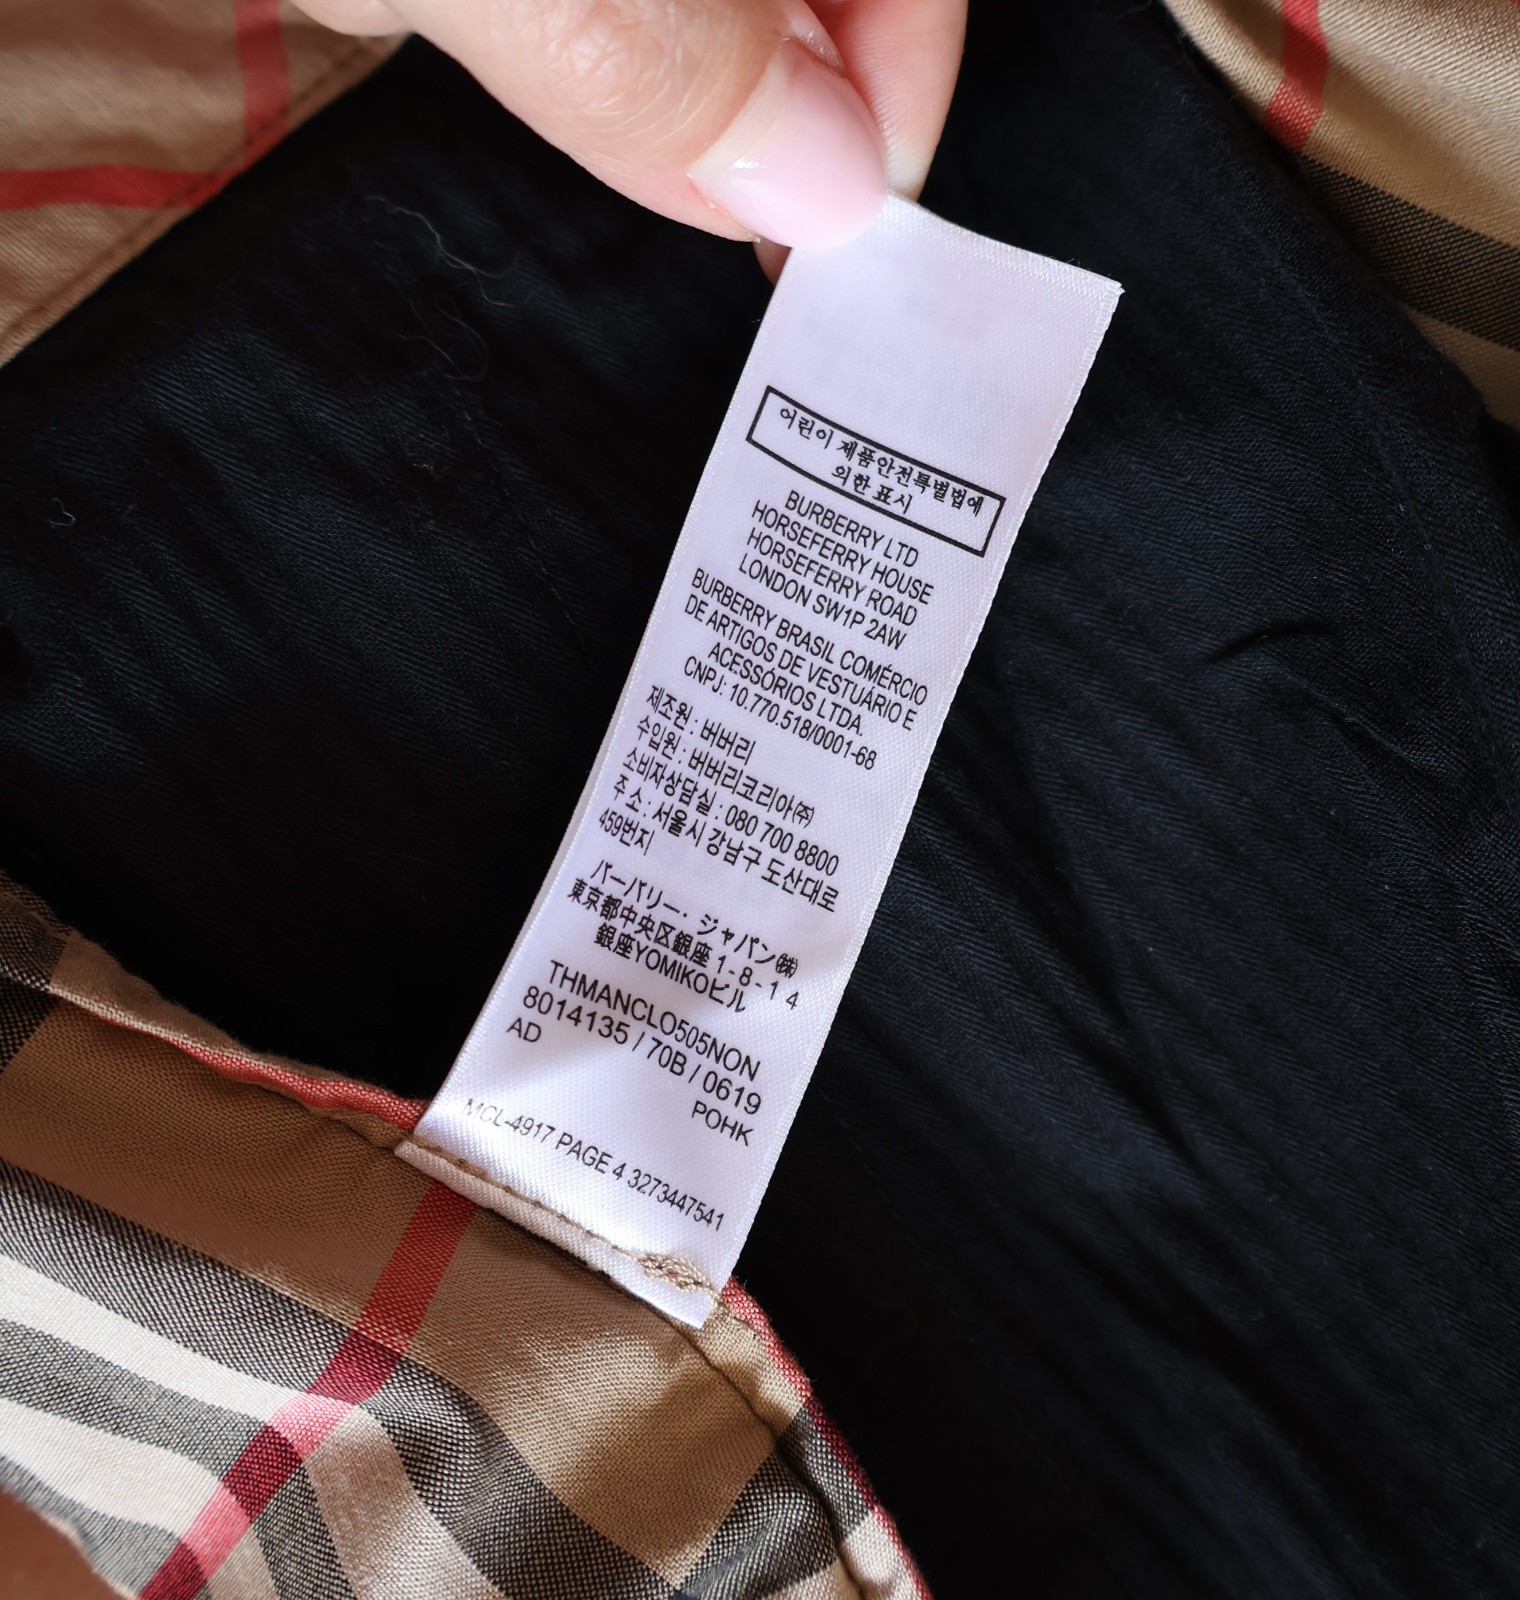 어린이 제품안전특별법에
의한 표시
BURBERRY LTD
HORSEFERRY HOUSE
HORSEFERRY ROAD
LONDON SW1P 2AW
BURBERRY BRASIL COMÉRCIO
DE ARTIGOS DE VESTUÁRIO E
ACESSÓRIOS LTDA.
CNPJ: 10.770.518/0001-68
제조원 : 버버리
수입원 : 버버리코리아㈜
소비자상담실 : 080 700 8800
주소 : 서울시 강남구 도산대로
459번지
バーバリー・ジャパン㈱
東京都中央区銀座 1 - 8 - 1 4
銀座YOMIKOビル
THMANCLO505NON
8014135 / 70B / 0619
AD
POHK
MCL-4917 PAGE 4 3273447541